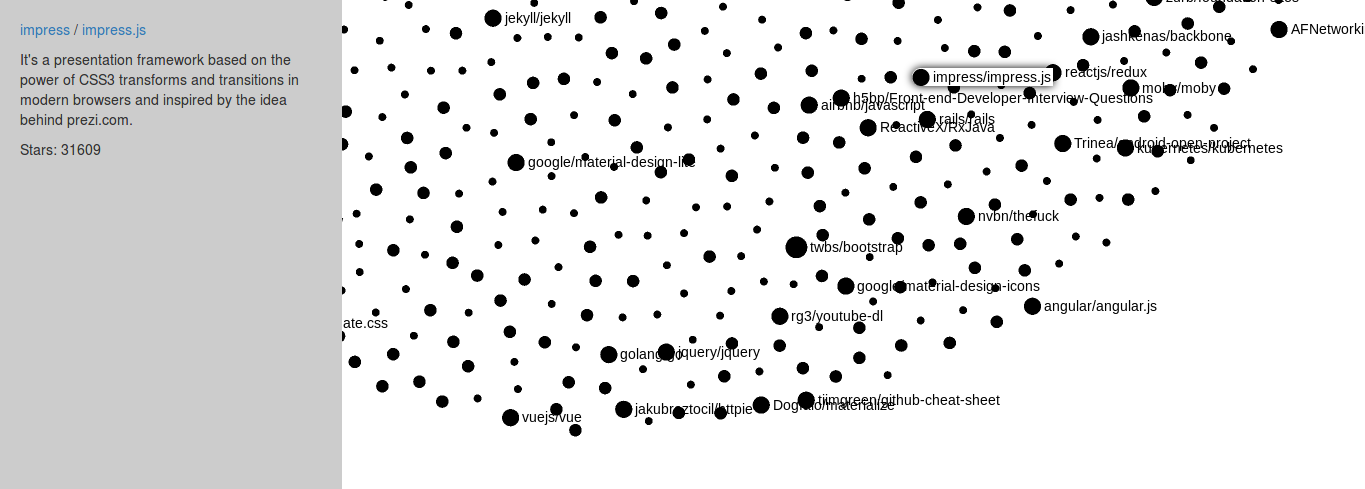 impress / impress.js
It's a presentation framework based on the
power of CSS3 transforms and transitions in
modern browsers and inspired by the idea
behind prezi.com.
Stars: 31609
jekyll/jekyll
AFNetworki
jashkenas/backbone
impress/impress.js
reactjs/redux
moby/moby
h5bp/Front-end-Developer-Interview-Questions
airbnb/javascript
rails/rails
ReactiveX/RxJava
Trinea/android-open-project
kubernetes/kubernetes
google/material-design-lite
nvbn/thefuck
twbs/bootstrap
google/material-design-icons
angular/angular.js
rg3/youtube-dl
ate.css
golang/go
jquery/jquery
tiimgreen/github-cheat-sheet
Dogfalo/materialize
jakubroztocil/httpie
vuejs/vue